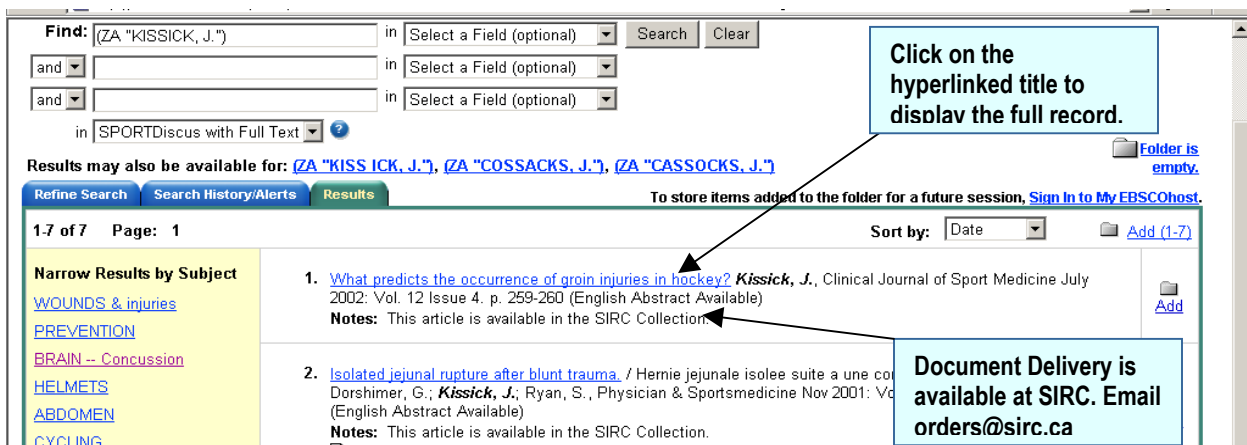 Find: (ZA "KISSICK, J.") in Select a Field (optional) Search Clear
and in Select a Field (optional)
and in Select a Field (optional)
in SPORTDiscus with Full Text
Click on the
hyperlinked title to
display the full record.
Folder is
empty.
Results may also be available for: (ZA "KISS ICK, J."), (ZA "COSSACKS, J."), (ZA "CASSOCKS, J.")
Refine Search Search History/Alerts Results
To store items added to the folder for a future session, Sign In to My EBSCOhost.
1-7 of 7 Page: 1 Sort by: Date Add (1-7)
Narrow Results by Subject
WOUNDS & injuries
PREVENTION
BRAIN -- Concussion
HELMETS
ABDOMEN
CYCLING
1. What predicts the occurrence of groin injuries in hockey? Kissick, J., Clinical Journal of Sport Medicine July
2002: Vol. 12 Issue 4. p. 259-260 (English Abstract Available)
Notes: This article is available in the SIRC Collection.
Add
2. Isolated jejunal rupture after blunt trauma. / Hernie jejunale isolee suite a une
Dorshimer, G.; Kissick, J.; Ryan, S., Physician & Sportsmedicine Nov 2001:
(English Abstract Available)
Notes: This article is available in the SIRC Collection.
Document Delivery is
available at SIRC. Email
orders@sirc.ca